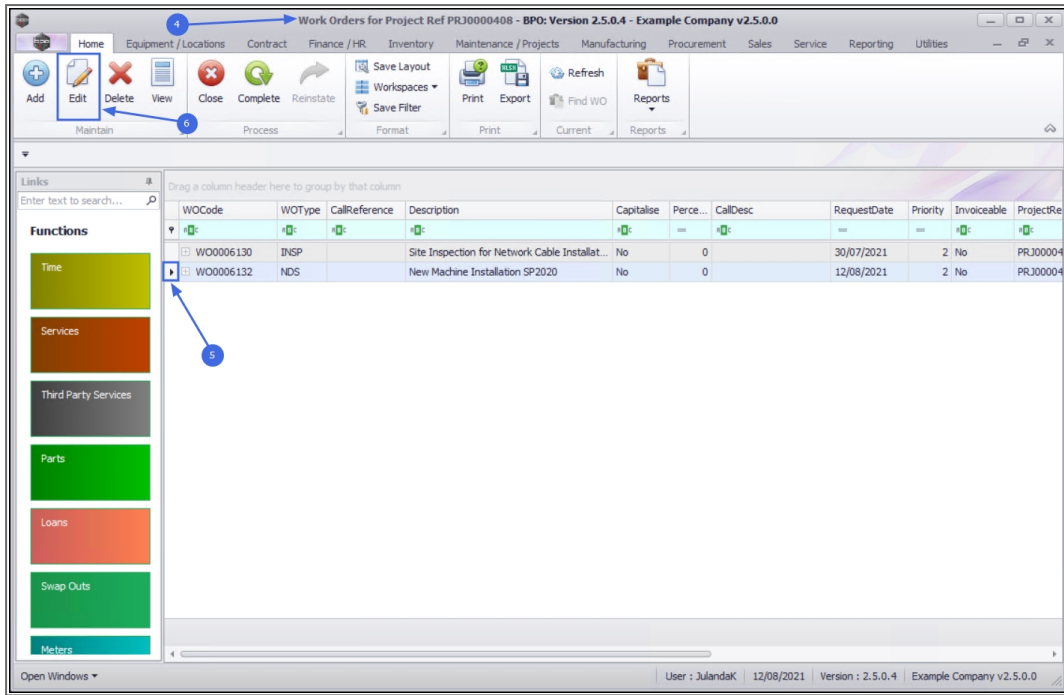 4
Work Orders for Project Ref PRJ0000408 - BPO: Version 2.5.0.4 - Example Company v2.5.0.0
Home Equipment / Locations Contract Finance / HR Inventory Maintenance / Projects Manufacturing Procurement Sales Service Reporting Utilities
Add Edit Delete View Close Complete Reinstate
Save Layout
Workspaces
Save Filter
Print Export
Refresh
Find WO
Reports
6
Maintain Process Format Print Current Reports
Links
Enter text to search...
Drag a column header here to group by that column
WOCode WOType CallReference Description Capitalise Perce... CallDesc RequestDate Priority Invoiceable ProjectRe
Functions
WO0006130 INSP Site Inspection for Network Cable Installat... No 0 30/07/2021 2 No PRJ00004
WO0006132 NDS New Machine Installation SP2020 No 0 12/08/2021 2 No PRJ00004
5
Time
Services
Third Party Services
Parts
Loans
Swap Outs
Meters
Open Windows User : JulandaK 12/08/2021 Version : 2.5.0.4 Example Company v2.5.0.0